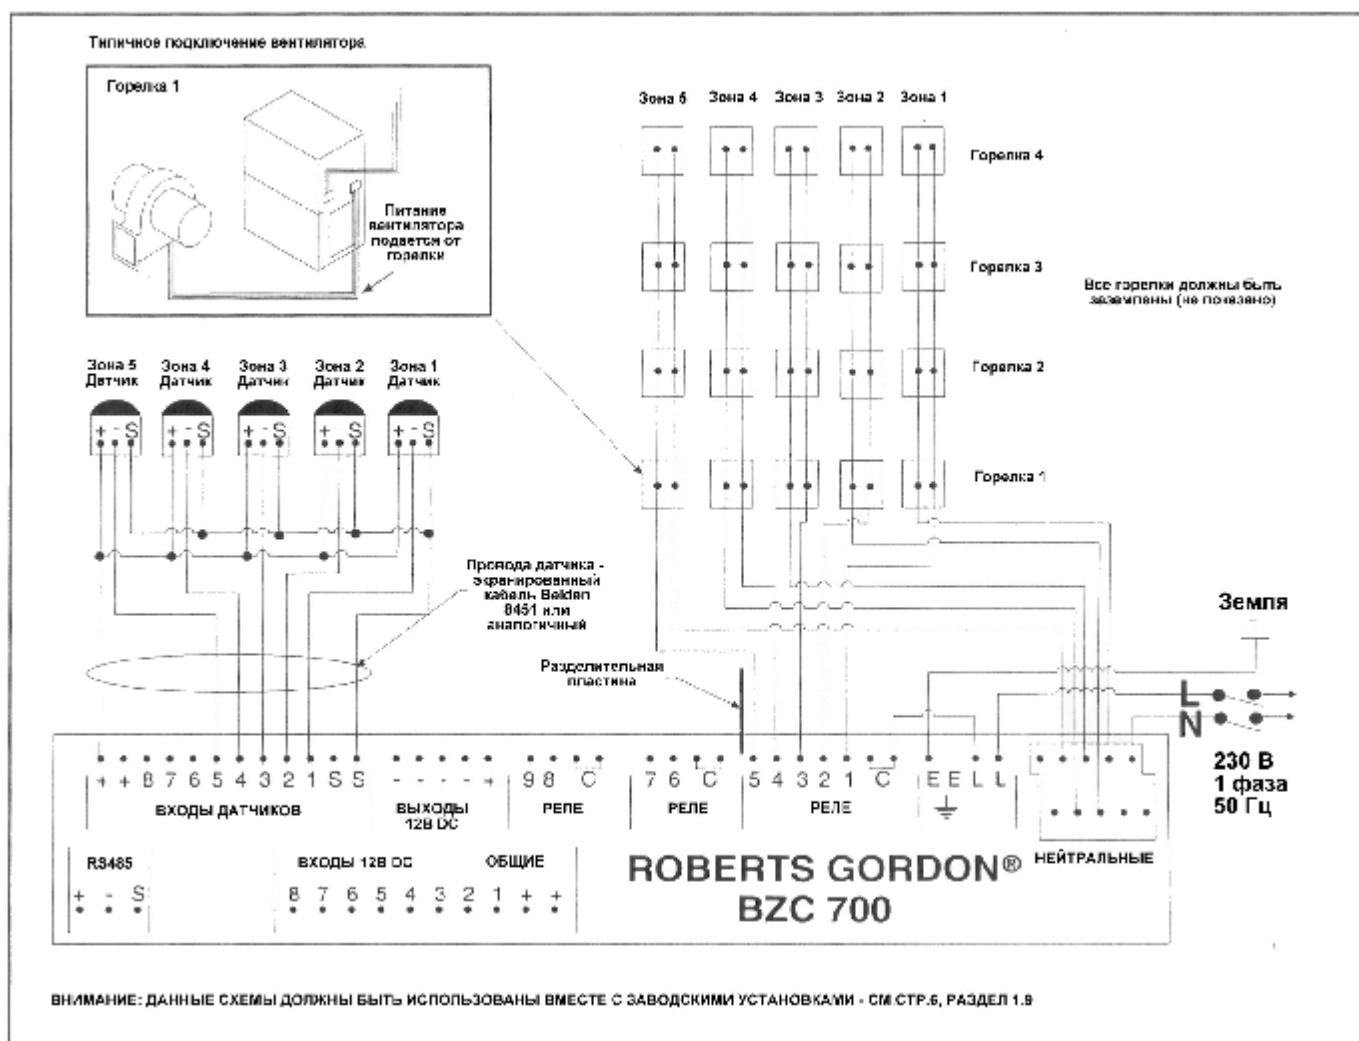 Типичное подключение вентилятора
Горелка 1
Питание
вентилятора
подается от
горелки
Зона 5 Зона 4 Зона 3 Зона 2 Зона 1
Горелка 4
Горелка 3
Горелка 2
Горелка 1
Все горелки должны быть
заземлены (не показано)
Зона 5 Зона 4 Зона 3 Зона 2 Зона 1
Датчик Датчик Датчик Датчик Датчик
+ - S + - S + - S + - S + - S
Провода датчика -
экранированный
кабель Belden
8451 или
аналогичный
Разделительная
пластина
Земля
L
N
230 В
1 фаза
50 Гц
+ + 8 7 6 5 4 3 2 1 S S - - - - + 9 8 C 7 6 C 5 4 3 2 1 C E E L L
ВХОДЫ ДАТЧИКОВ
ВЫХОДЫ
12В DC
РЕЛЕ
РЕЛЕ
РЕЛЕ
НЕЙТРАЛЬНЫЕ
RS485
+ - S
ВХОДЫ 12В DC
ОБЩИЕ
8 7 6 5 4 3 2 1 + +
ROBERTS GORDON®
BZC 700
ВНИМАНИЕ: ДАННЫЕ СХЕМЫ ДОЛЖНЫ БЫТЬ ИСПОЛЬЗОВАНЫ ВМЕСТЕ С ЗАВОДСКИМИ УСТАНОВКАМИ - СМ.СТР.6, РАЗДЕЛ 1.9